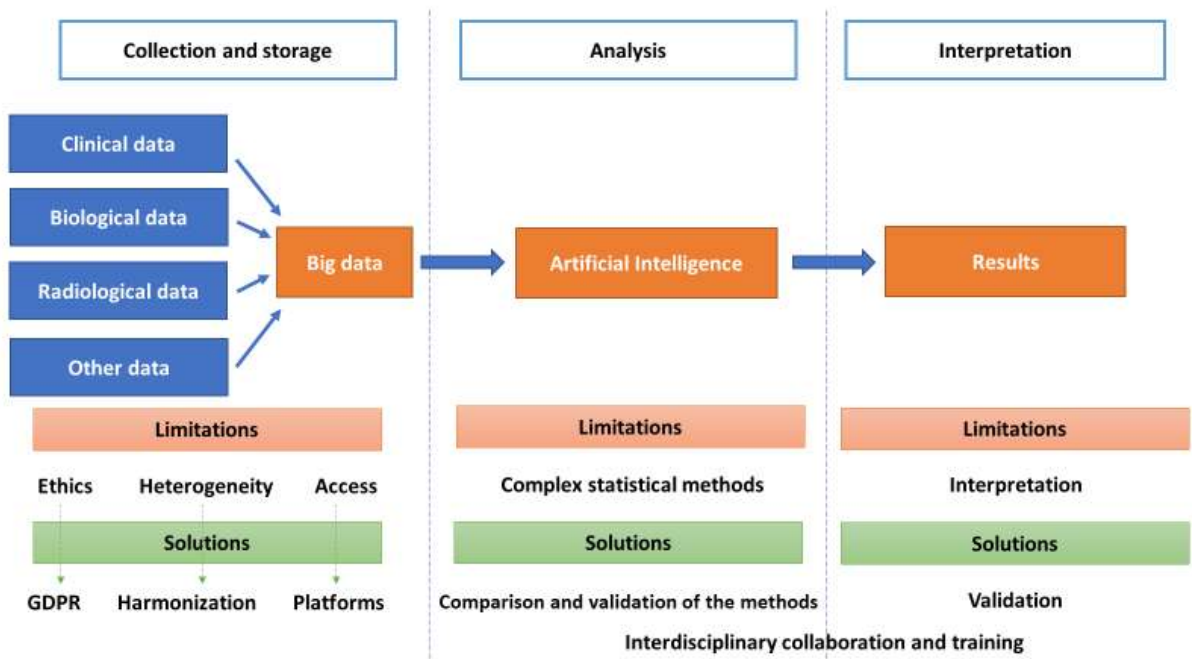 Collection and storage
Analysis
Interpretation
Clinical data
Biological data
Radiological data
Other data
Big data
Artificial Intelligence
Results
Limitations
Ethics Heterogeneity Access
Solutions
GDPR Harmonization Platforms
Limitations
Complex statistical methods
Solutions
Comparison and validation of the methods
Limitations
Interpretation
Solutions
Validation
Interdisciplinary collaboration and training